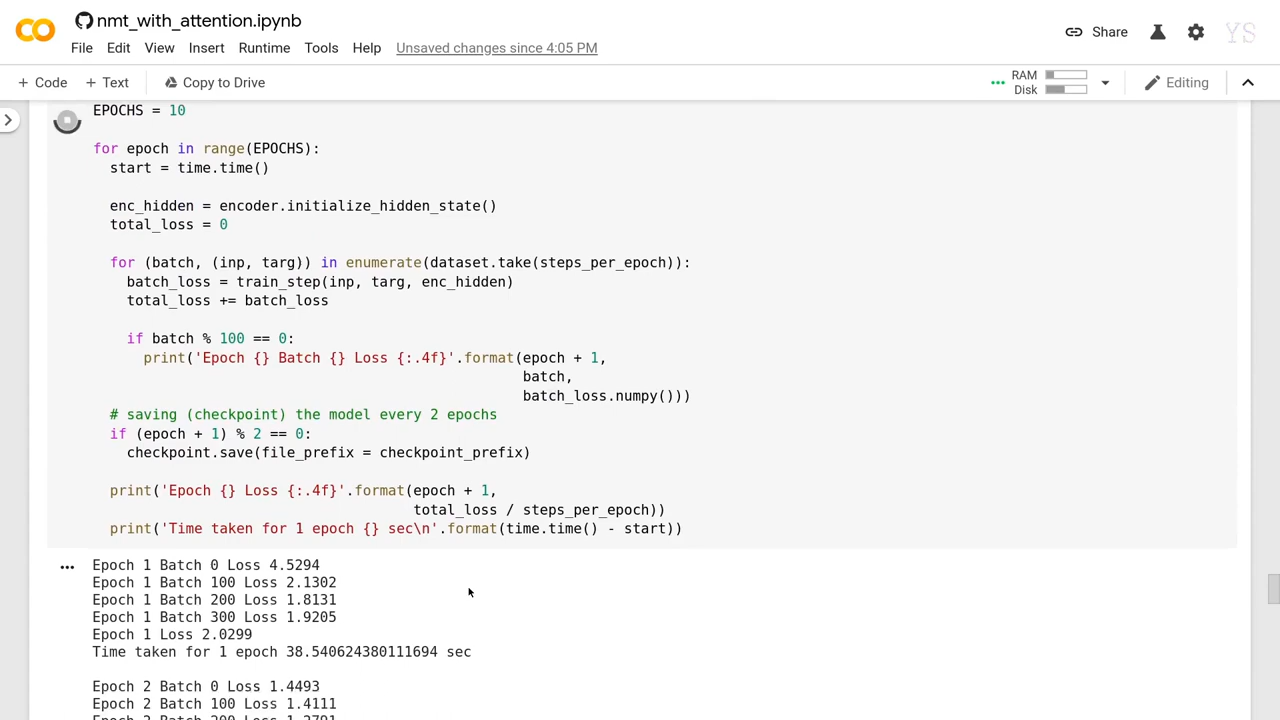 nmt_with_attention.ipynb
File Edit View Insert Runtime Tools Help Unsaved changes since 4:05 PM
Share
YS
+ Code + Text Copy to Drive
RAM
Disk
Editing
EPOCHS = 10
for epoch in range(EPOCHS):
  start = time.time()
  enc_hidden = encoder.initialize_hidden_state()
  total_loss = 0
  for (batch, (inp, targ)) in enumerate(dataset.take(steps_per_epoch)):
    batch_loss = train_step(inp, targ, enc_hidden)
    total_loss += batch_loss
    if batch % 100 == 0:
      print('Epoch {} Batch {} Loss {:.4f}'.format(epoch + 1,
                                                   batch,
                                                   batch_loss.numpy()))
  # saving (checkpoint) the model every 2 epochs
  if (epoch + 1) % 2 == 0:
    checkpoint.save(file_prefix = checkpoint_prefix)
  print('Epoch {} Loss {:.4f}'.format(epoch + 1,
                                      total_loss / steps_per_epoch))
  print('Time taken for 1 epoch {} sec\n'.format(time.time() - start))
Epoch 1 Batch 0 Loss 4.5294
Epoch 1 Batch 100 Loss 2.1302
Epoch 1 Batch 200 Loss 1.8131
Epoch 1 Batch 300 Loss 1.9205
Epoch 1 Loss 2.0299
Time taken for 1 epoch 38.540624380111694 sec
Epoch 2 Batch 0 Loss 1.4493
Epoch 2 Batch 100 Loss 1.4111
Epoch 2 Batch 200 Loss 1.2791